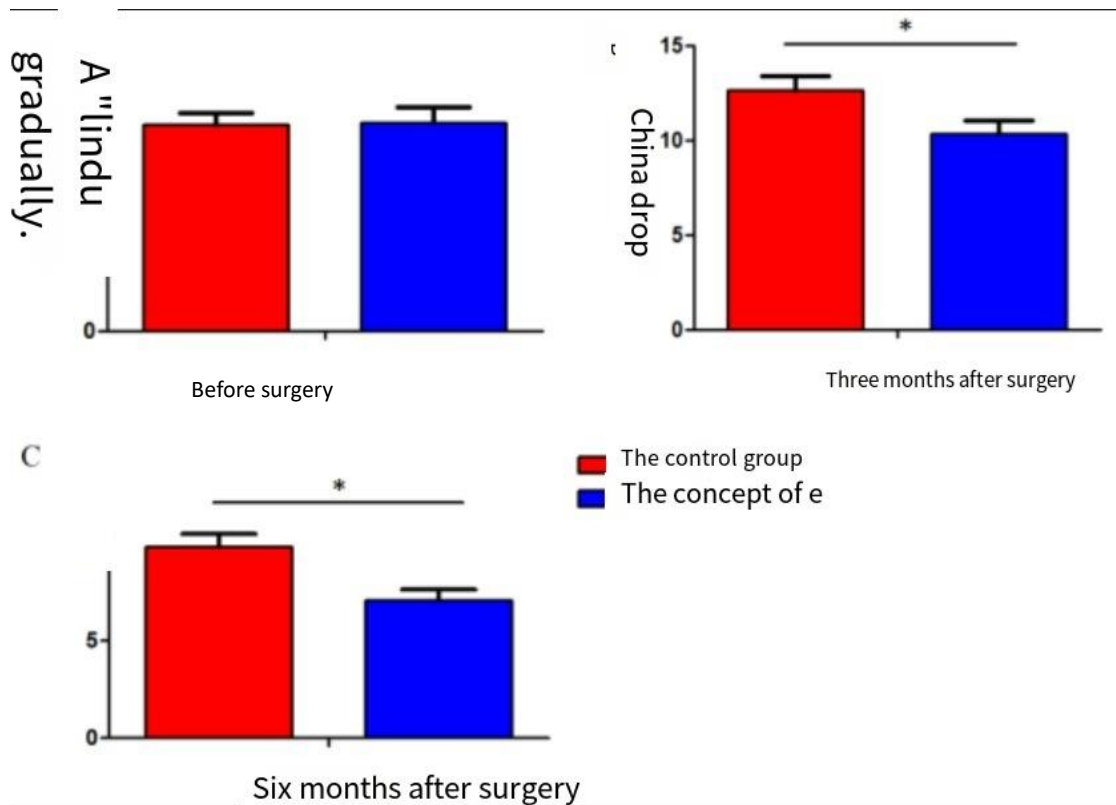 A "lindu
gradually.
0
Before surgery
*
15
10
5
0
China drop
Three months after surgery
C
*
5
0
Six months after surgery
The control group
The concept of e